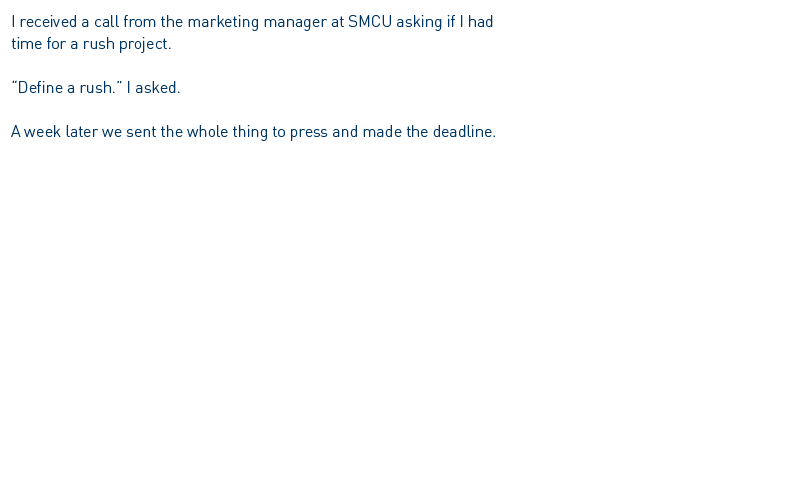 I received a call from the marketing manager at SMCU asking if I had
time for a rush project.
“Define a rush.” I asked.
A week later we sent the whole thing to press and made the deadline.